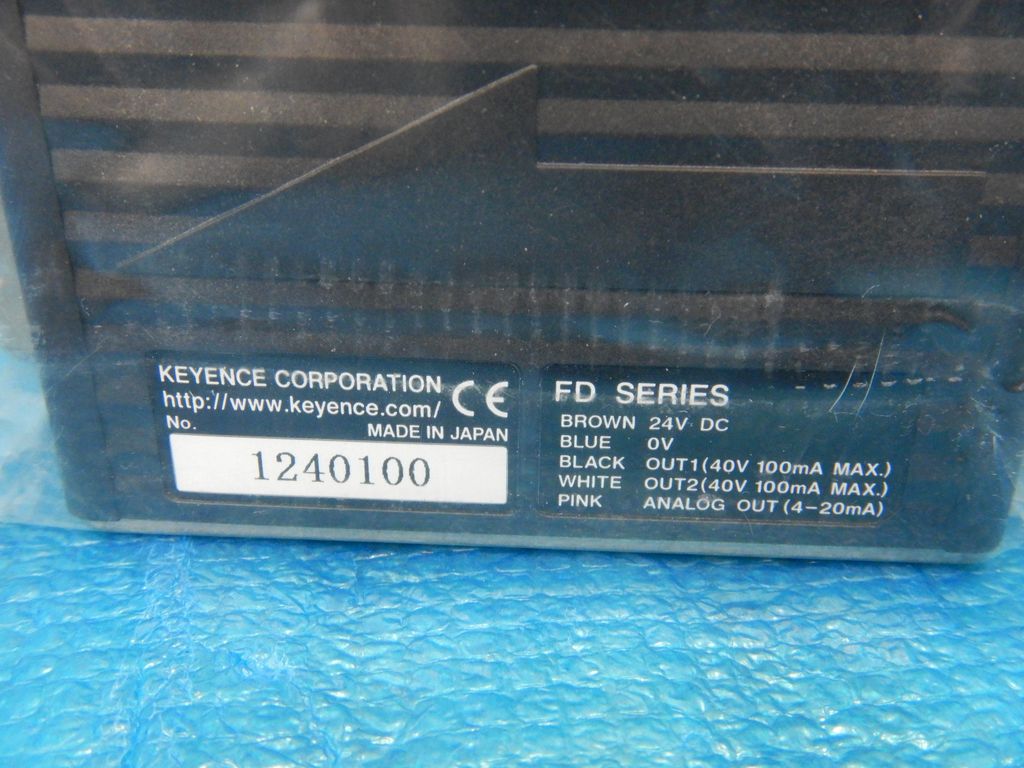 KEYENCE CORPORATION
http://www.keyence.com/
CE
No.
MADE IN JAPAN
1240100
FD SERIES
BROWN 24V DC
BLUE 0V
BLACK OUT1(40V 100mA MAX.)
WHITE OUT2(40V 100mA MAX.)
PINK ANALOG OUT(4-20mA)